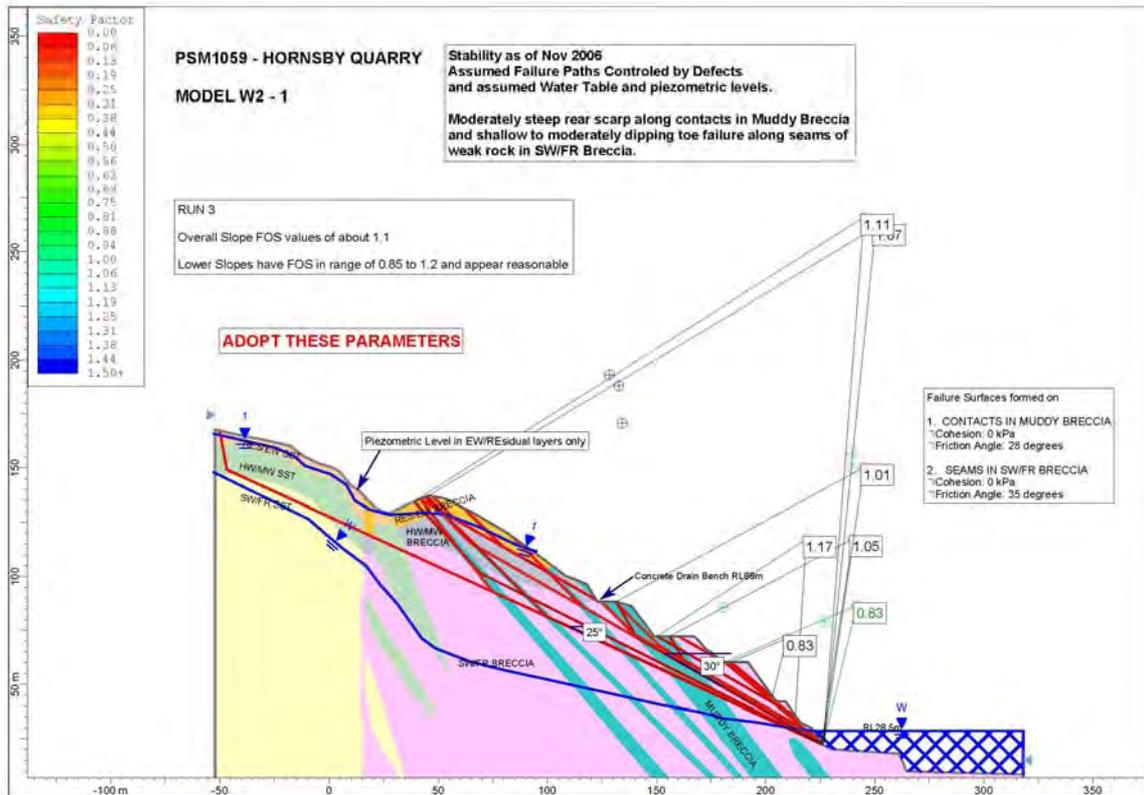 Safety Factor
0.00
0.06
0.13
0.19
0.25
0.31
0.38
0.44
0.50
0.56
0.63
0.69
0.75
0.81
0.88
0.94
1.00
1.06
1.13
1.19
1.25
1.31
1.38
1.44
1.50+
PSM1059 - HORNSBY QUARRY
MODEL W2 - 1
Stability as of Nov 2006
Assumed Failure Paths Controled by Defects
and assumed Water Table and piezometric levels.
Moderately steep rear scarp along contacts in Muddy Breccia
and shallow to moderately dipping toe failure along seams of
weak rock in SW/FR Breccia.
RUN 3
Overall Slope FOS values of about 1.1
Lower Slopes have FOS in range of 0.85 to 1.2 and appear reasonable
ADOPT THESE PARAMETERS
Piezometric Level in EW/REsidual layers only
Failure Surfaces formed on
1. CONTACTS IN MUDDY BRECCIA
Cohesion: 0 kPa
Friction Angle: 28 degrees
2. SEAMS IN SW/FR BRECCIA
Cohesion: 0 kPa
Friction Angle: 35 degrees
1.11
1.01
1.17
1.05
0.83
0.83
1
HW/MW SST
SW/FR SST
W
HW/MW
BRECCIA
1
Concrete Drain Bench
25°
30°
SW/FR BRECCIA
MUDDY BRECCIA
W
RL28.5m
350
300
250
200
150
100
50 m
-100 m
-50
0
50
100
150
200
250
300
350